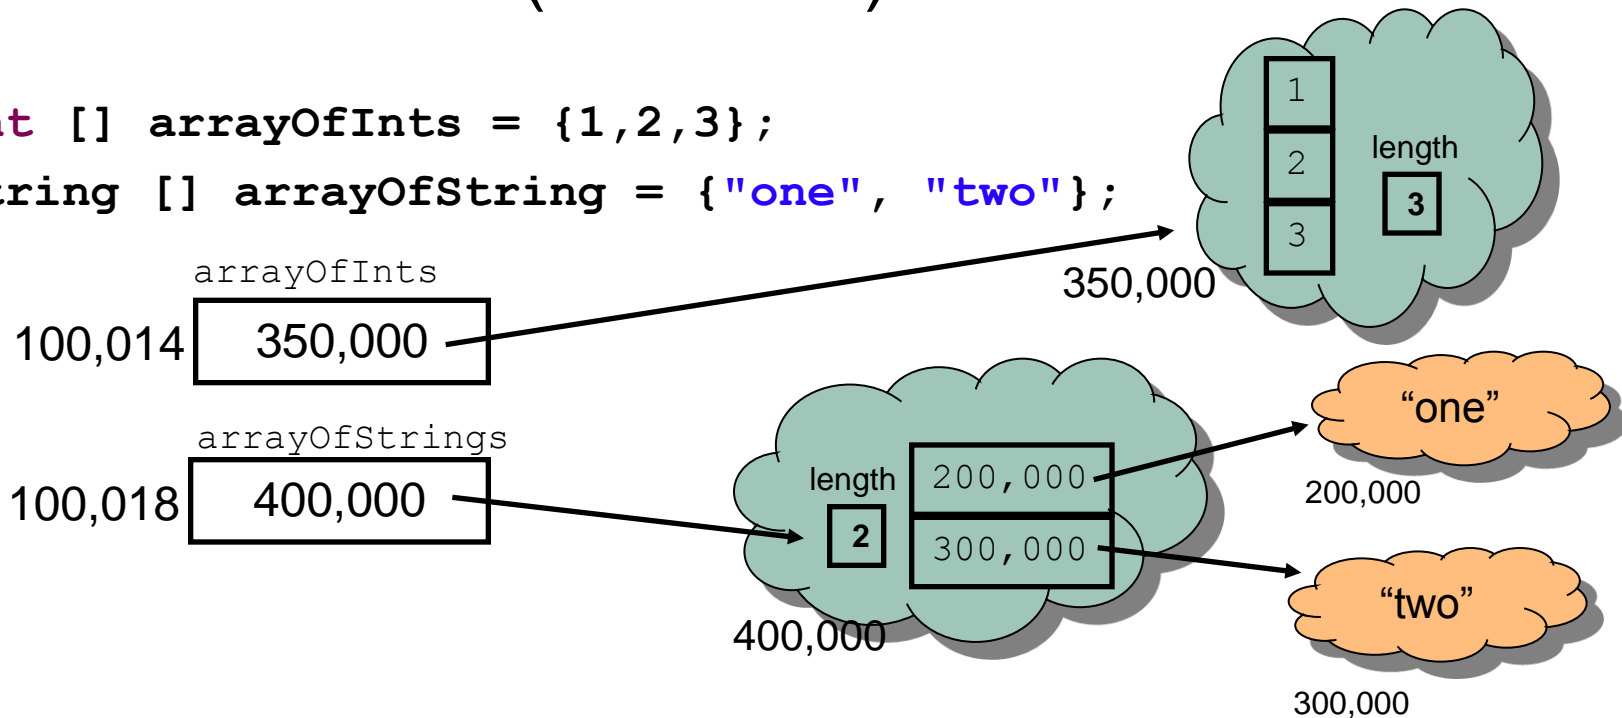 t [] arrayOfInts = {1,2,3};
tring [] arrayOfString = {"one", "two"};
arrayOfInts
100,014
350,000
350,000
1
2
3
length
3
arrayOfStrings
100,018
400,000
400,000
length
2
200,000
300,000
“one”
200,000
“two”
300,000